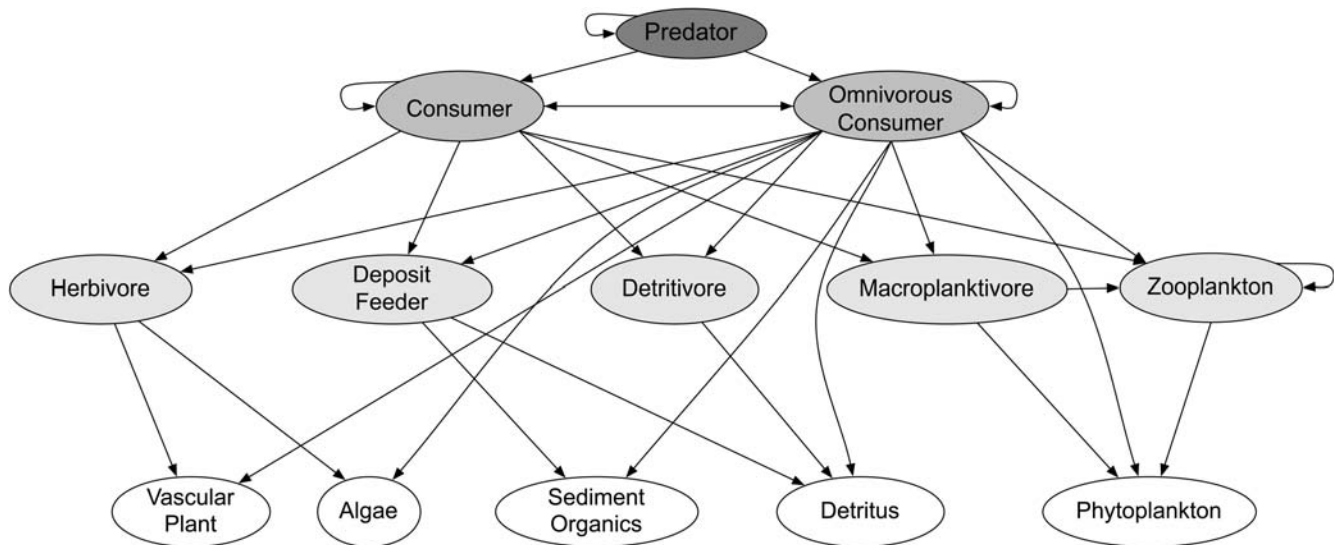 Predator
Consumer
Omnivorous
Consumer
Herbivore
Deposit
Feeder
Detritivore
Macroplanktivore
Zooplankton
Vascular
Plant
Algae
Sediment
Organics
Detritus
Phytoplankton